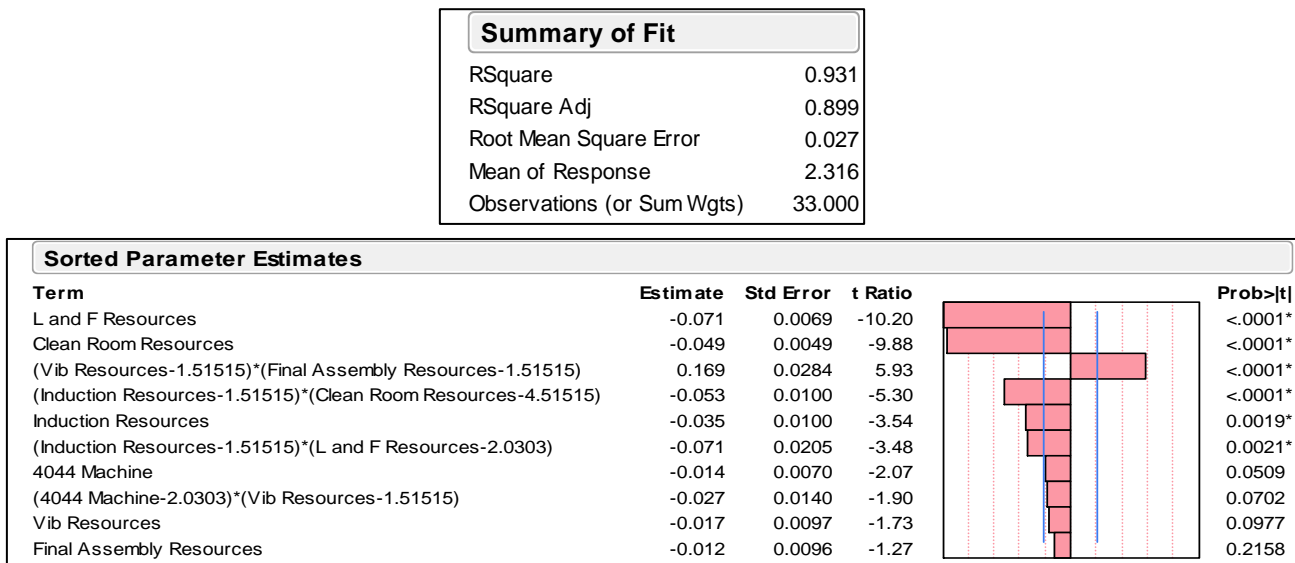 Summary of Fit
RSquare 0.931
RSquare Adj 0.899
Root Mean Square Error 0.027
Mean of Response 2.316
Observations (or Sum Wgts) 33.000
Sorted Parameter Estimates
Term Estimate Std Error t Ratio Prob>|t|
L and F Resources -0.071 0.0069 -10.20 <.0001*
Clean Room Resources -0.049 0.0049 -9.88 <.0001*
(Vib Resources-1.51515)*(Final Assembly Resources-1.51515) 0.169 0.0284 5.93 <.0001*
(Induction Resources-1.51515)*(Clean Room Resources-4.51515) -0.053 0.0100 -5.30 <.0001*
Induction Resources -0.035 0.0100 -3.54 0.0019*
(Induction Resources-1.51515)*(L and F Resources-2.0303) -0.071 0.0205 -3.48 0.0021*
4044 Machine -0.014 0.0070 -2.07 0.0509
(4044 Machine-2.0303)*(Vib Resources-1.51515) -0.027 0.0140 -1.90 0.0702
Vib Resources -0.017 0.0097 -1.73 0.0977
Final Assembly Resources -0.012 0.0096 -1.27 0.2158